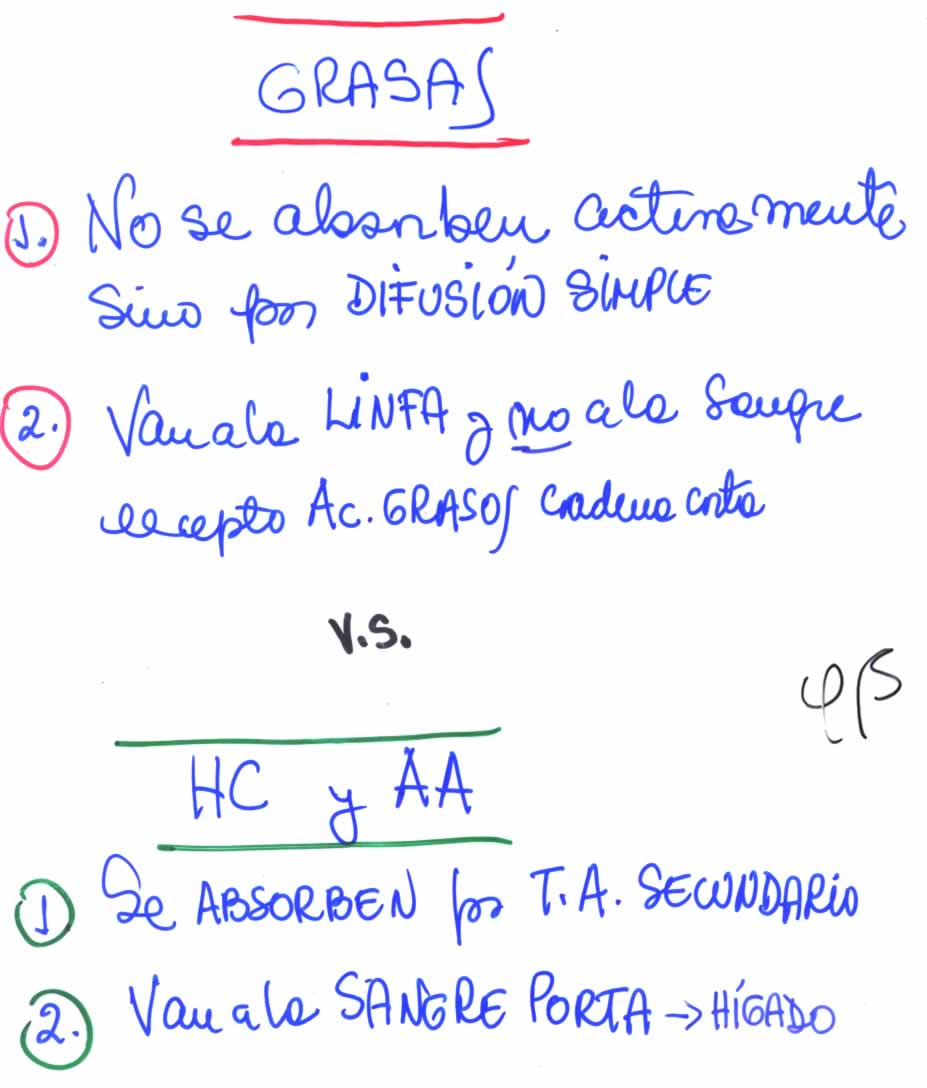 GRASAS
1. No se absorben activamente
Sino por DIFUSIÓN SIMPLE
2. Van a la LINFA y no a la Sangre
excepto Ac. GRASOS cadena corta
V.S.
HC y AA
1 Se ABSORBEN por T.A. SECUNDARIO
2. Van a la SANGRE PORTA → HÍGADO